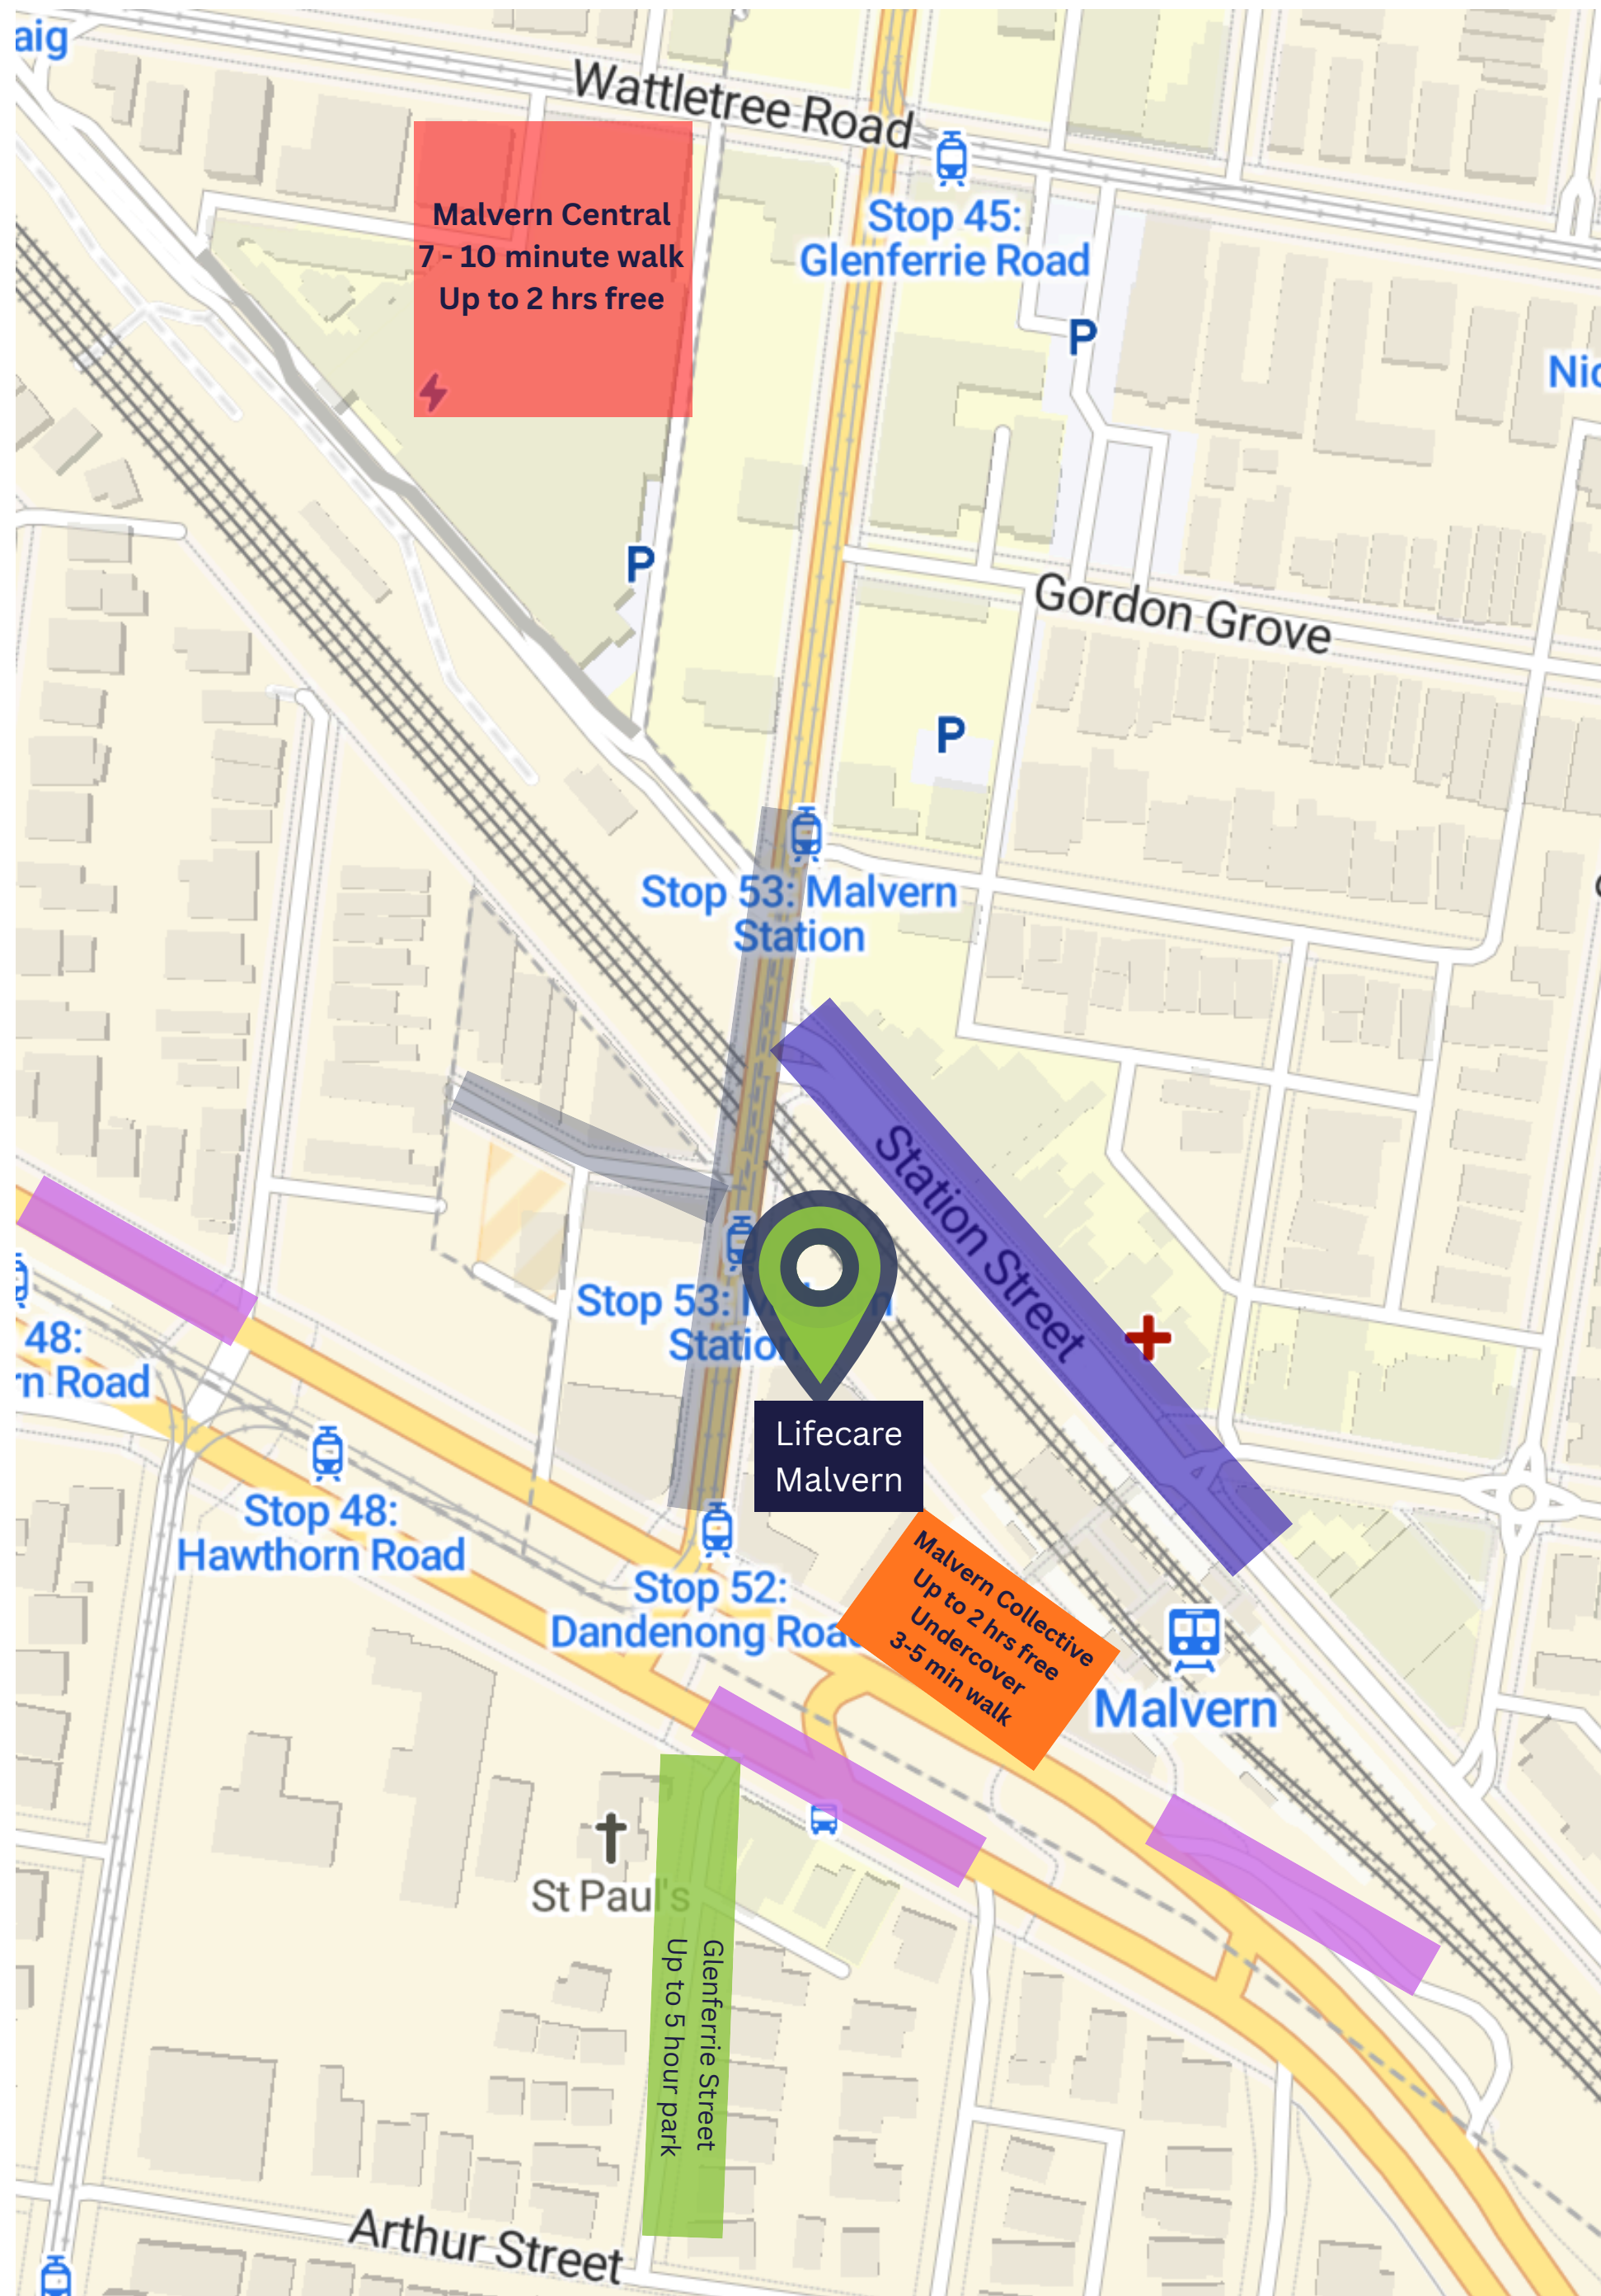 aig
Wattletree Road
Malvern Central
7 - 10 minute walk
Up to 2 hrs free
Stop 45:
Glenferrie Road
P
Nic
P
Gordon Grove
P
Stop 53: Malvern
Station
Station Street
Stop 53:
Station
48:
rn Road
Lifecare
Malvern
Stop 48:
Hawthorn Road
Stop 52:
Dandenong Road
Malvern Collective
Up to 2 hrs free
Undercover
3-5 min walk
Malvern
St Paul's
Glenferrie Street
Up to 5 hour park
Arthur Street